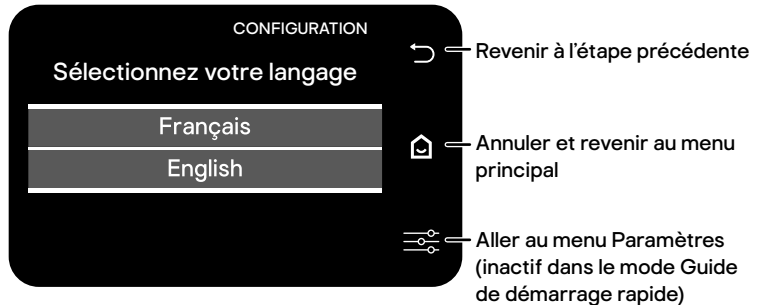 CONFIGURATION
Sélectionnez votre langage
Français
English
Revenir à l'étape précédente
Annuler et revenir au menu
principal
Aller au menu Paramètres
(inactif dans le mode Guide
de démarrage rapide)